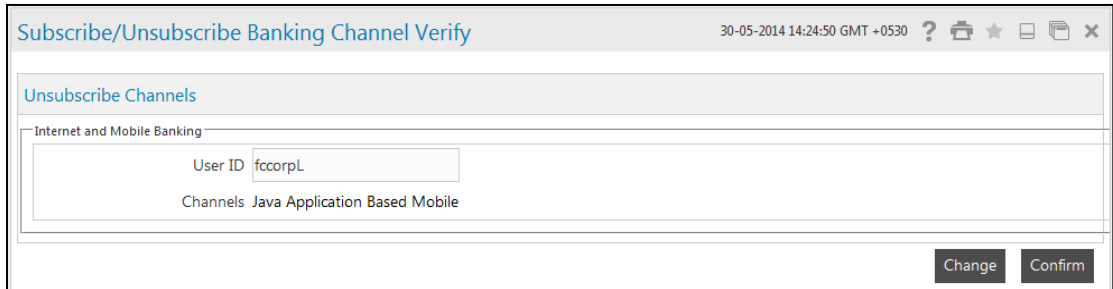 Subscribe/Unsubscribe Banking Channel Verify 30-05-2014 14:24:50 GMT +0530 ?
Unsubscribe Channels
Internet and Mobile Banking
User ID fccorpL
Channels Java Application Based Mobile
Change Confirm